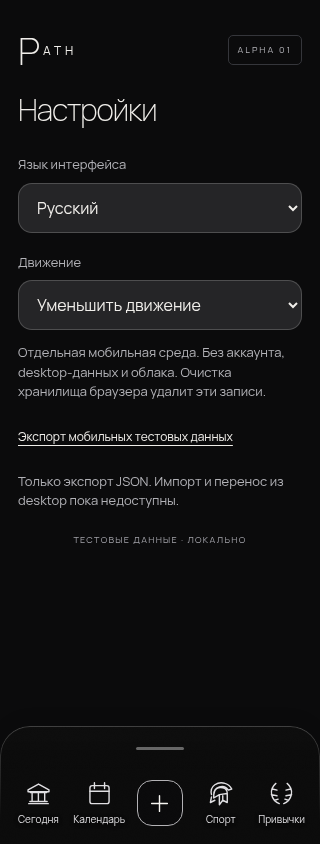 PATH
ALPHA 01
Настройки
Язык интерфейса
Русский
Движение
Уменьшить движение
Отдельная мобильная среда. Без аккаунта,
desktop-данных и облака. Очистка
хранилища браузера удалит эти записи.
Экспорт мобильных тестовых данных
Только экспорт JSON. Импорт и перенос из
desktop пока недоступны.
ТЕСТОВЫЕ ДАННЫЕ · ЛОКАЛЬНО
Сегодня
Календарь
Спорт
Привычки